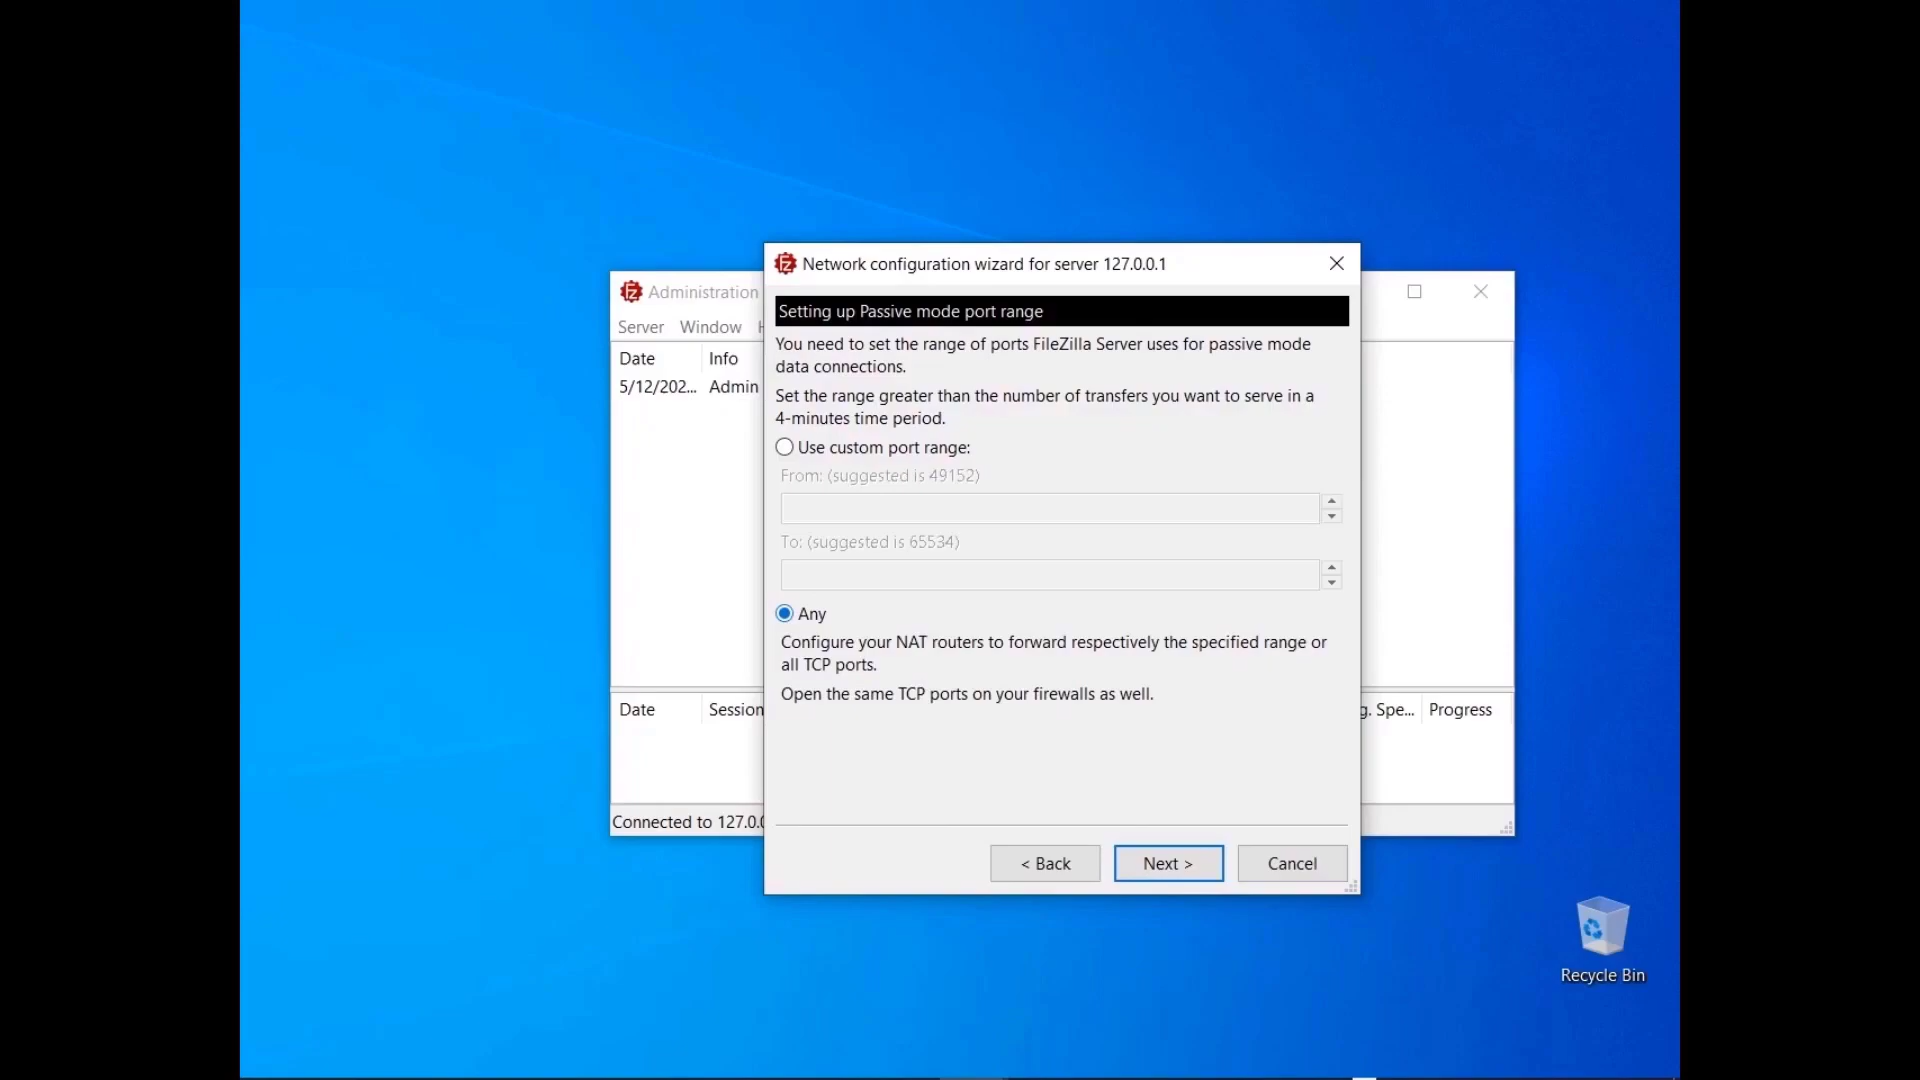 Network configuration wizard for server 127.0.0.1
Administration
Server Window
Date Info
5/12/202... Admin
Setting up Passive mode port range
You need to set the range of ports FileZilla Server uses for passive mode
data connections.
Set the range greater than the number of transfers you want to serve in a
4-minutes time period.
Use custom port range:
From: (suggested is 49152)
To: (suggested is 65534)
Any
Configure your NAT routers to forward respectively the specified range or
all TCP ports.
Open the same TCP ports on your firewalls as well.
Date Session
g. Spe... Progress
Connected to 127.0.0
< Back Next > Cancel
Recycle Bin